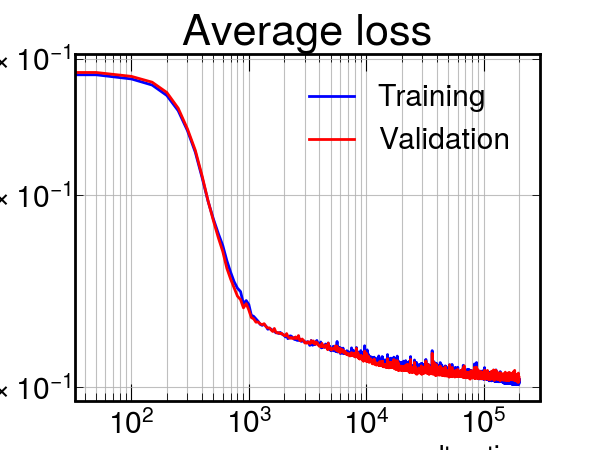 Average loss
× 10⁻¹
Training
Validation
× 10⁻¹
× 10⁻¹
10² 10³ 10⁴ 10⁵